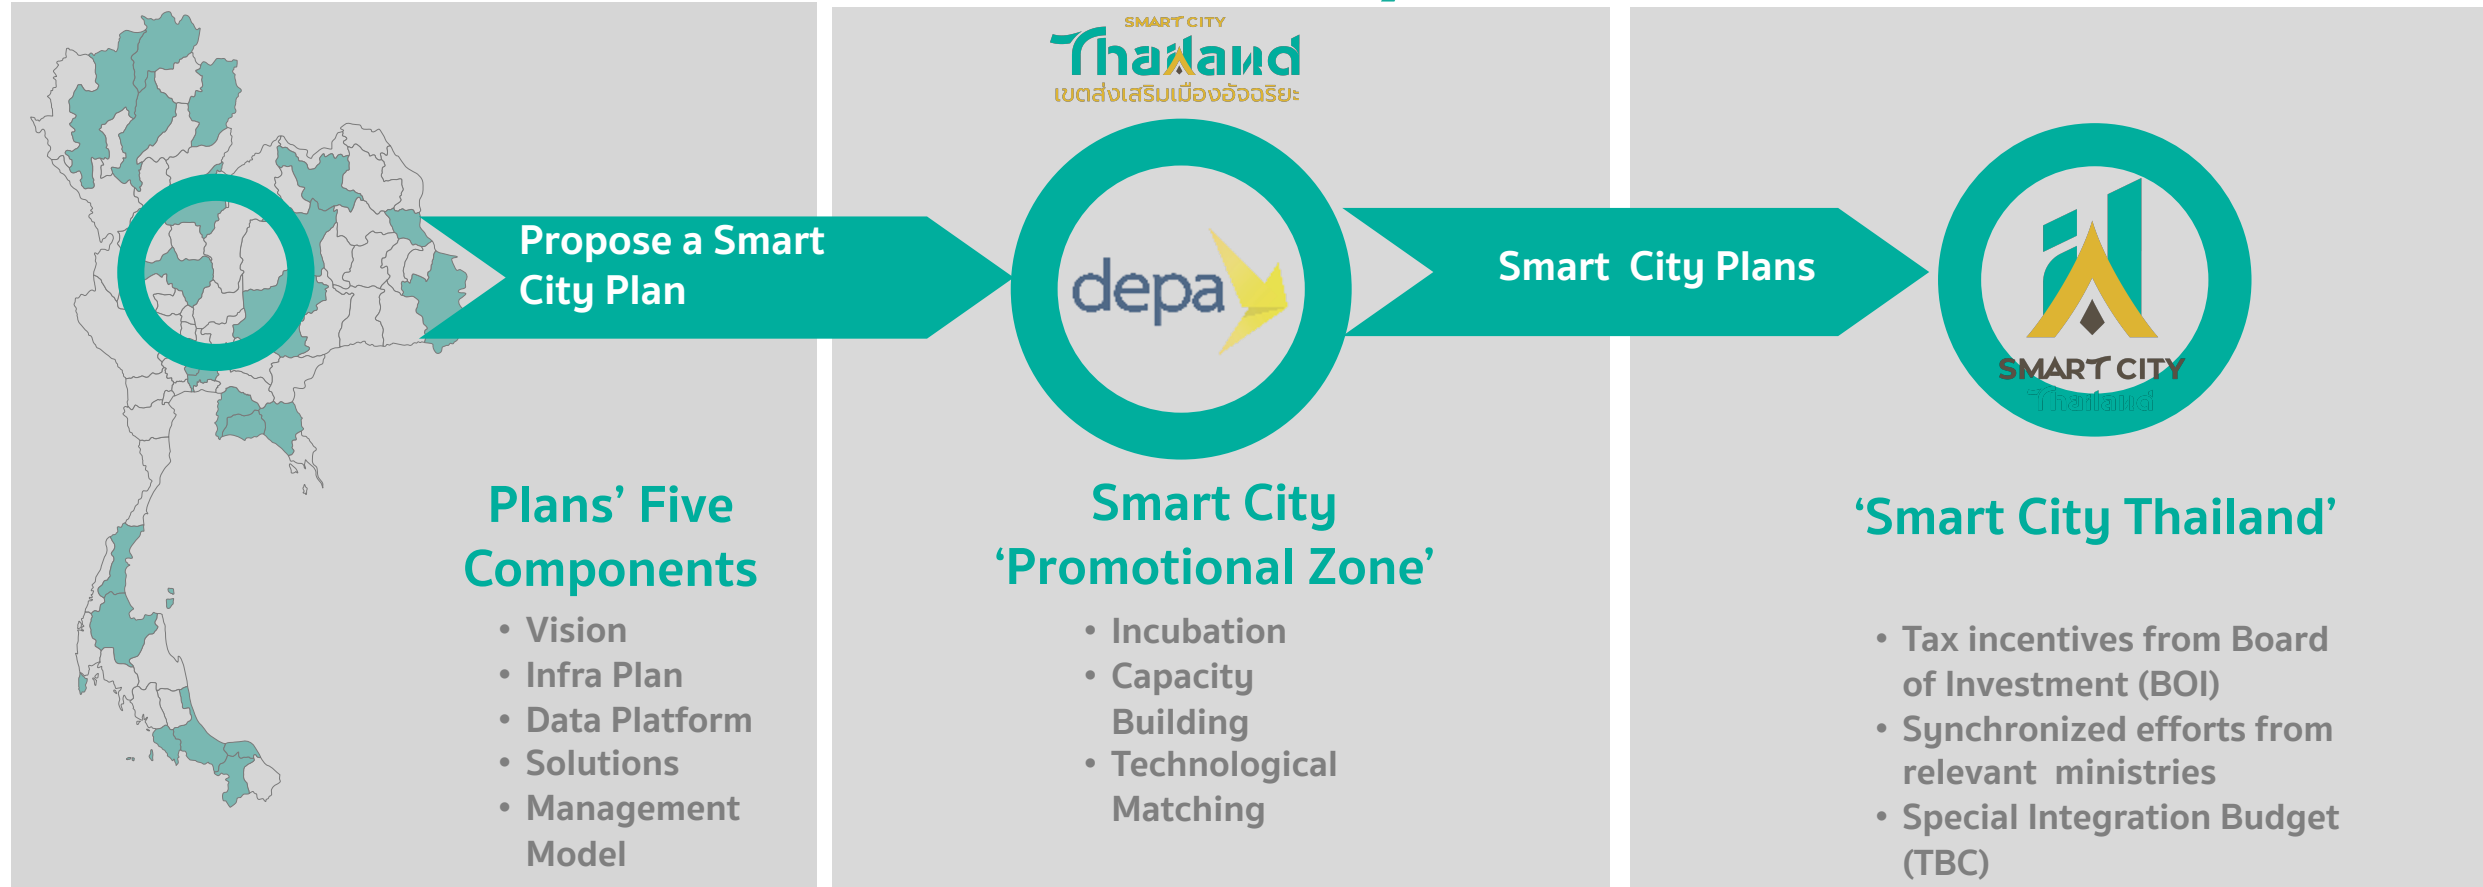 SMART CITY
Thailand
เขตส่งเสริมเมืองอัจฉริยะ
Propose a Smart
City Plan
depa
Smart City Plans
SMART CITY
Thailand
Plans’ Five
Components
• Vision
• Infra Plan
• Data Platform
• Solutions
• Management
Model
Smart City
‘Promotional Zone’
• Incubation
• Capacity
Building
• Technological
Matching
‘Smart City Thailand’
• Tax incentives from Board
of Investment (BOI)
• Synchronized efforts from
relevant ministries
• Special Integration Budget
(TBC)